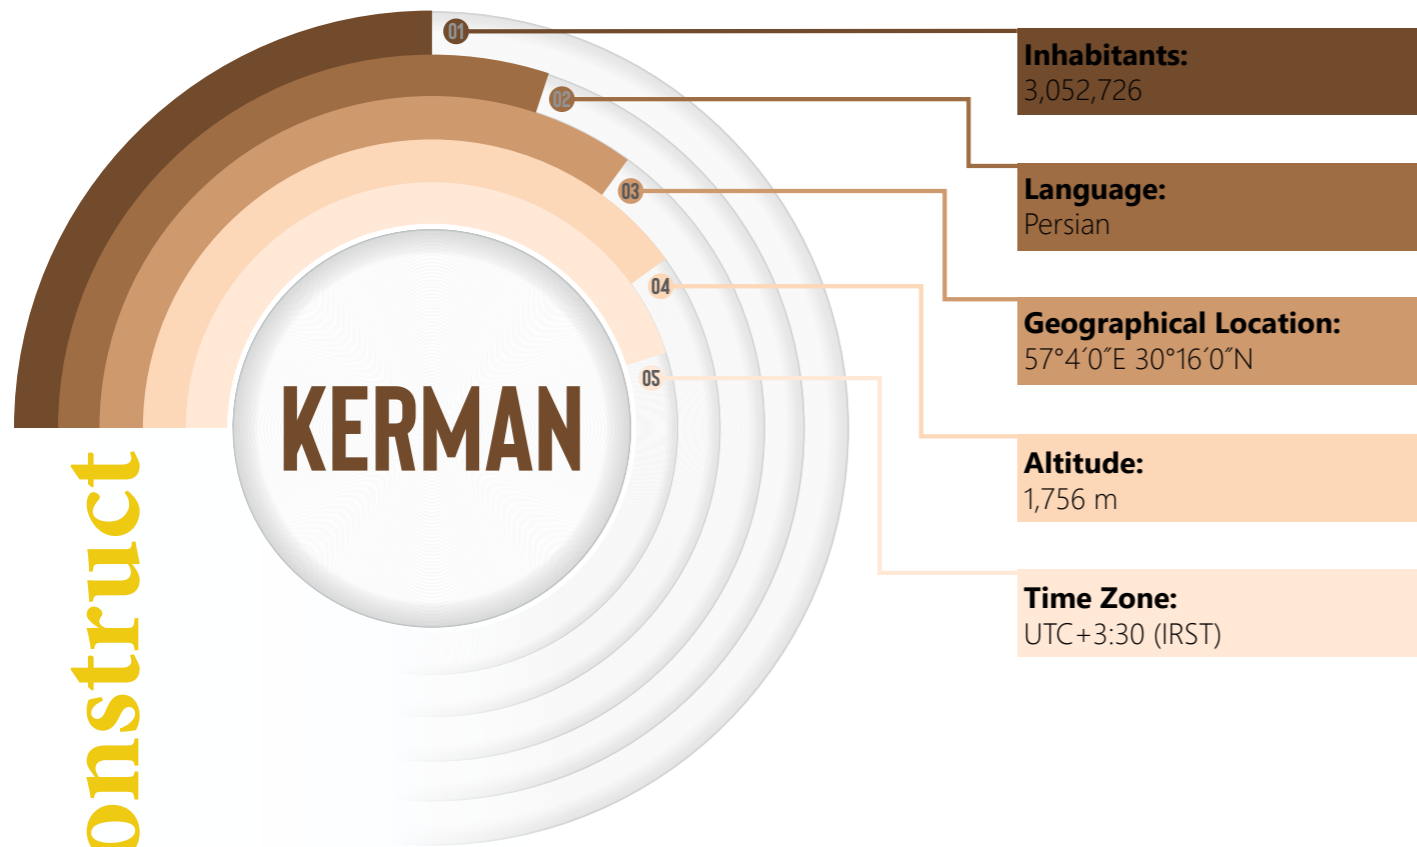 01
Inhabitants:
3,052,726
02
Language:
Persian
03
Geographical Location:
57°4′0″E 30°16′0″N
04
Altitude:
1,756 m
05
Time Zone:
UTC+3:30 (IRST)
KERMAN
onstruct